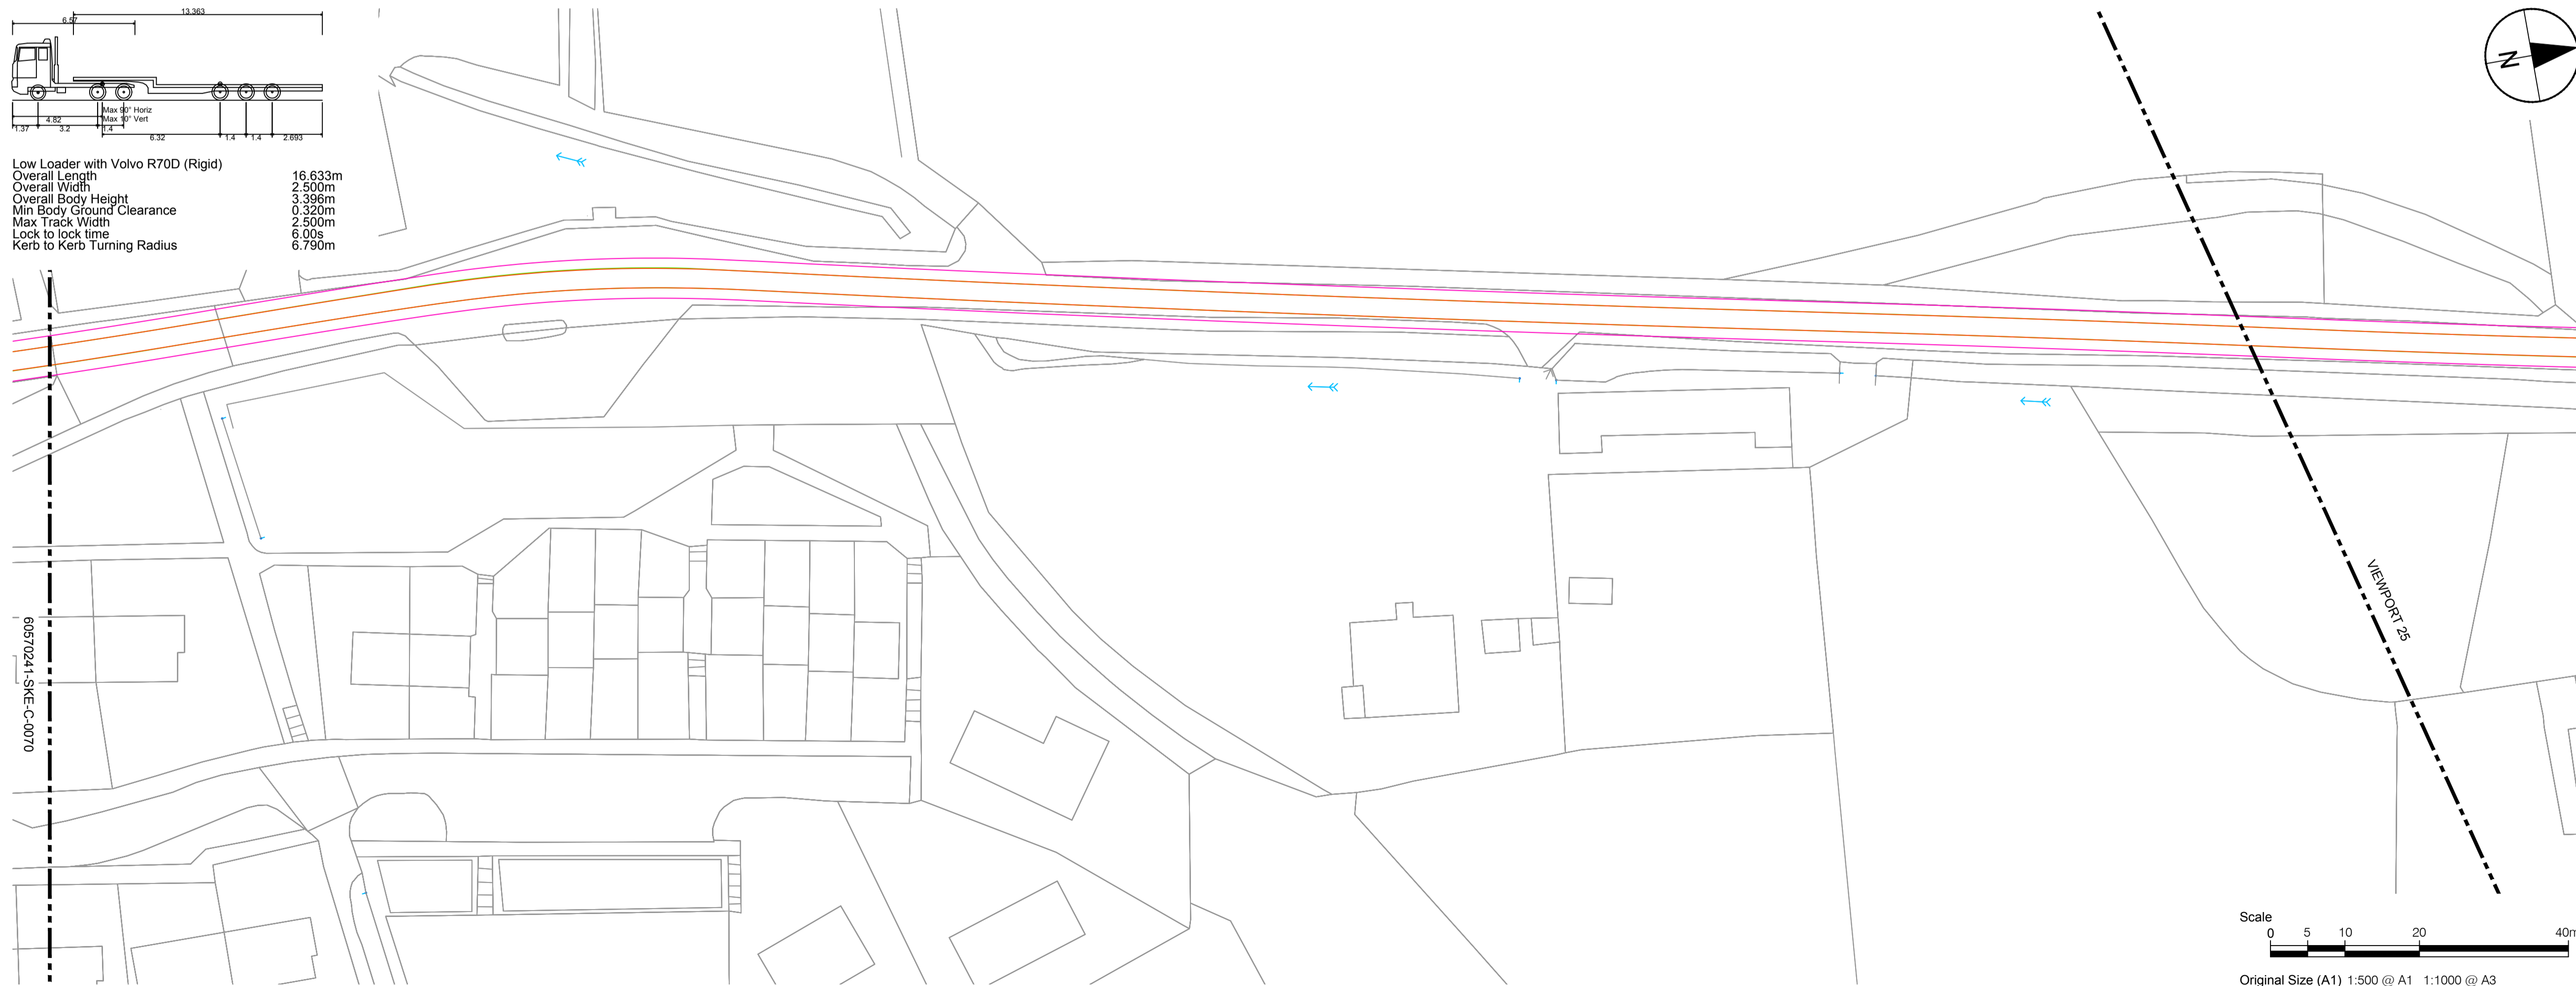 13.363
6.57
Max 90° Horiz
Max 10° Vert
4.82
1.37
3.2
1.4
6.32
1.4
1.4
2.693
Low Loader with Volvo R70D (Rigid)
Overall Length 16.633m
Overall Width 2.500m
Overall Body Height 3.396m
Min Body Ground Clearance 0.320m
Max Track Width 2.500m
Lock to lock time 6.00s
Kerb to Kerb Turning Radius 6.790m
N
60570241-SKE-C-0070
VIEWPORT 25
Scale
0 5 10 20 40m
Original Size (A1) 1:500 @ A1 1:1000 @ A3